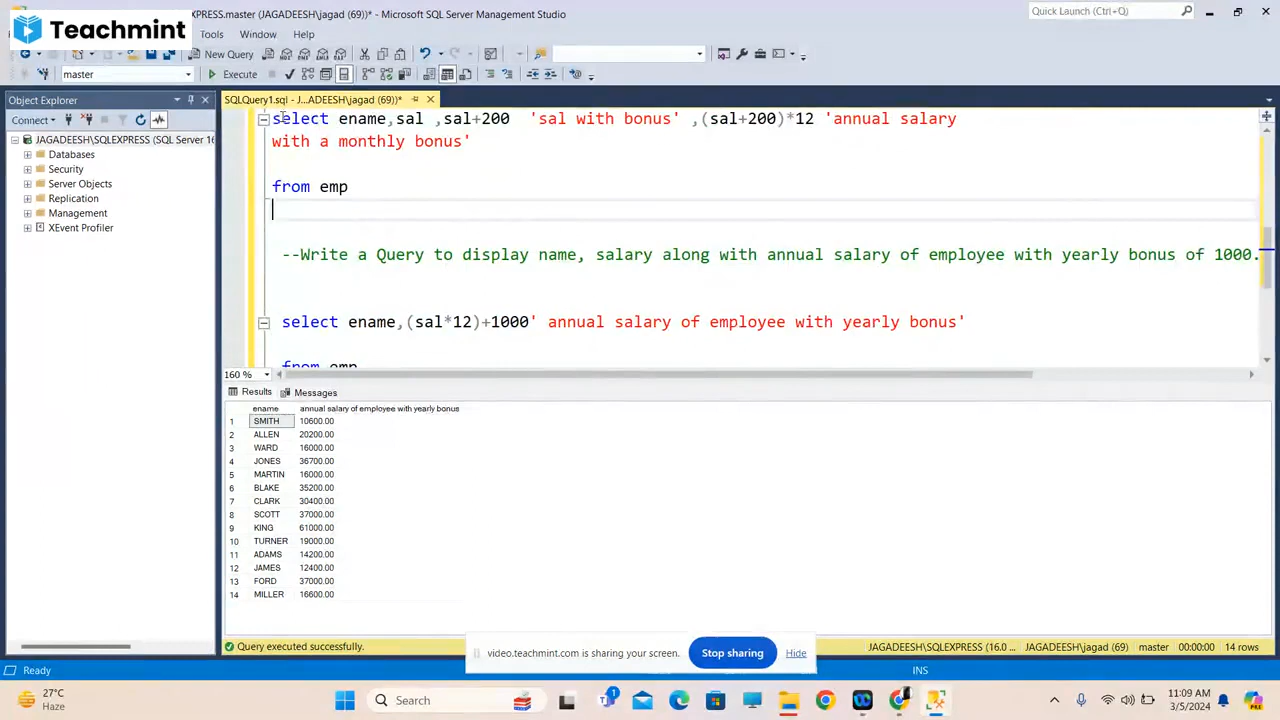 EXPRESS.master (JAGADEESH\jagad (69))* - Microsoft SQL Server Management Studio
Quick Launch (Ctrl+Q)
Teachmint
Tools Window Help
New Query
master Execute
Object Explorer
SQLQuery1.sql - J...ADEESH\jagad (69))*
Connect
JAGADEESH\SQLEXPRESS (SQL Server 16
Databases
Security
Server Objects
Replication
Management
XEvent Profiler
select ename,sal ,sal+200 'sal with bonus' ,(sal+200)*12 'annual salary
with a monthly bonus'
from emp
--Write a Query to display name, salary along with annual salary of employee with yearly bonus of 1000.
select ename,(sal*12)+1000' annual salary of employee with yearly bonus'
from emp
160 %
Results Messages
ename annual salary of employee with yearly bonus
1 SMITH 10600.00
2 ALLEN 20200.00
3 WARD 16000.00
4 JONES 36700.00
5 MARTIN 16000.00
6 BLAKE 35200.00
7 CLARK 30400.00
8 SCOTT 37000.00
9 KING 61000.00
10 TURNER 19000.00
11 ADAMS 14200.00
12 JAMES 12400.00
13 FORD 37000.00
14 MILLER 16600.00
Query executed successfully.
JAGADEESH\SQLEXPRESS (16.0 ... JAGADEESH\jagad (69) master 00:00:00 14 rows
video.teachmint.com is sharing your screen. Stop sharing Hide
Ready
INS
27°C
Haze
Search
1
11:09 AM
3/5/2024